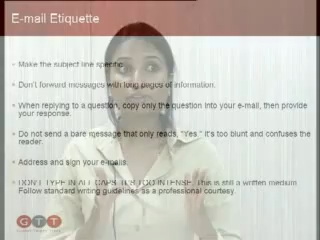 E-mail Etiquette
Make the subject line specific.
Don't forward messages with long pages of information.
When replying to a question, copy only the question into your e-mail, then provide
your response.
Do not send a bare message that only reads, "Yes." It's too blunt and confuses the
reader.
Address and sign your e-mails.
DON'T TYPE IN ALL CAPS. IT'S TOO INTENSE. This is still a written medium.
Follow standard writing guidelines as a professional courtesy.
GTT